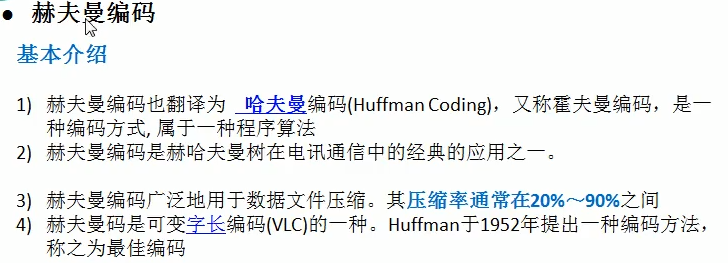 ● 赫夫曼编码
基本介绍
1) 赫夫曼编码也翻译为 哈夫曼编码(Huffman Coding)，又称霍夫曼编码，是一
种编码方式, 属于一种程序算法
2) 赫夫曼编码是赫哈夫曼树在电讯通信中的经典的应用之一。
3) 赫夫曼编码广泛地用于数据文件压缩。其压缩率通常在20%～90%之间
4) 赫夫曼码是可变字长编码(VLC)的一种。Huffman于1952年提出一种编码方法，
称之为最佳编码